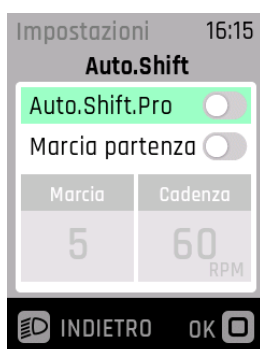 Impostazioni 16:15
Auto.Shift
Auto.Shift.Pro
Marcia partenza
Marcia Cadenza
5 60
RPM
INDIETRO OK